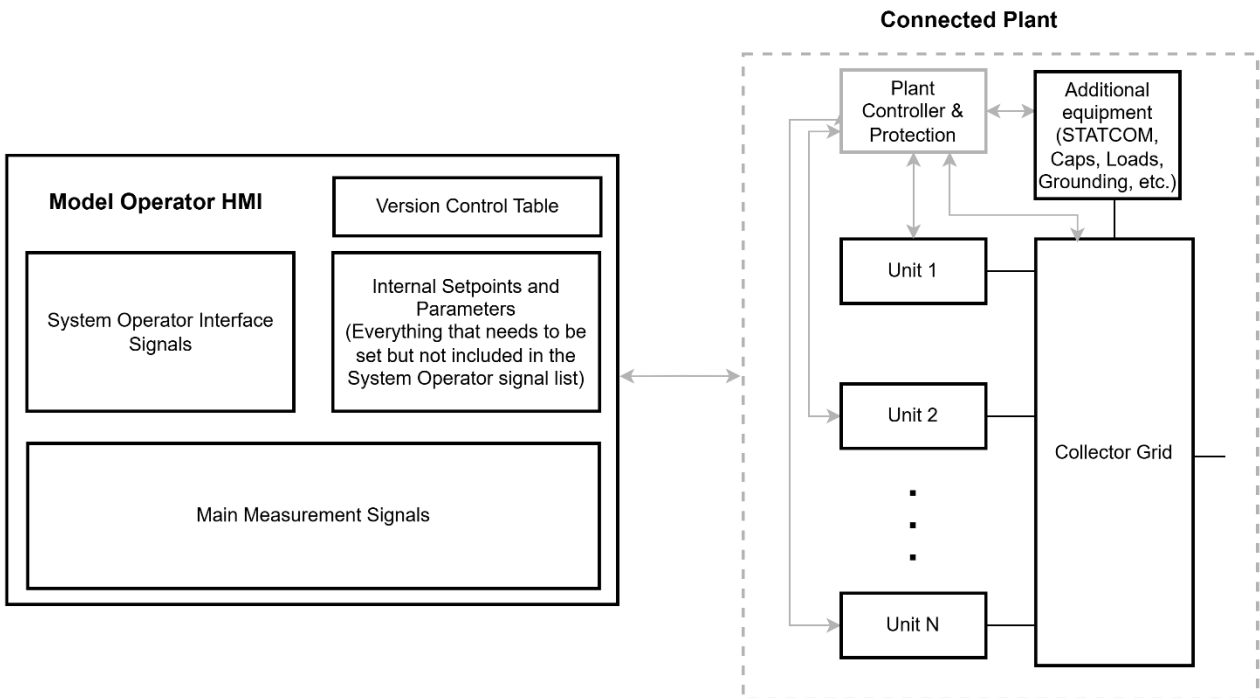 Connected Plant
Plant
Controller &
Protection
Additional
equipment
(STATCOM,
Caps, Loads,
Grounding, etc.)
Model Operator HMI
Version Control Table
System Operator Interface
Signals
Internal Setpoints and
Parameters
(Everything that needs to be
set but not included in the
System Operator signal list)
Main Measurement Signals
Unit 1
Unit 2
Unit N
Collector Grid